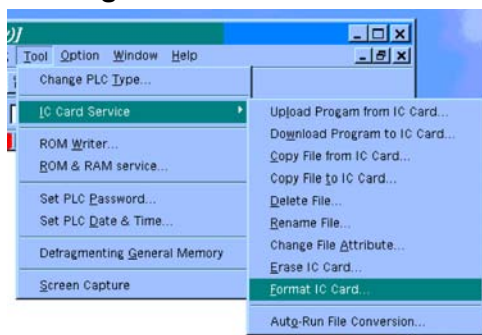 Tool Option Window Help
Change PLC Type...
IC Card Service
ROM Writer...
ROM & RAM service...
Set PLC Password...
Set PLC Date & Time...
Defragmenting General Memory
Screen Capture
Upload Progam from IC Card...
Download Program to IC Card...
Copy File from IC Card...
Copy File to IC Card...
Delete File...
Rename File...
Change File Attribute...
Erase IC Card...
Format IC Card...
Auto-Run File Conversion...